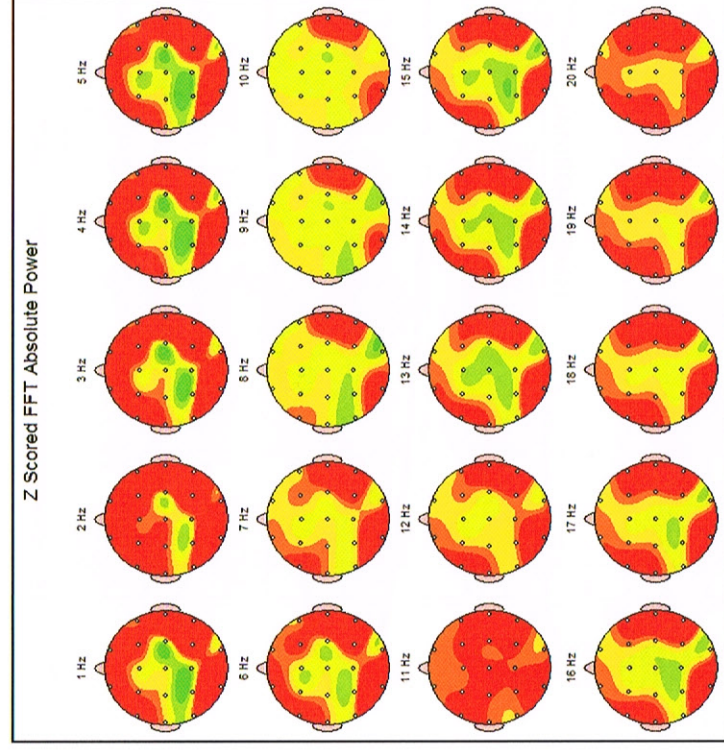 Z Scored FFT Absolute Power
1 Hz 2 Hz 3 Hz 4 Hz 5 Hz
6 Hz 7 Hz 8 Hz 9 Hz 10 Hz
11 Hz 12 Hz 13 Hz 14 Hz 15 Hz
16 Hz 17 Hz 18 Hz 19 Hz 20 Hz